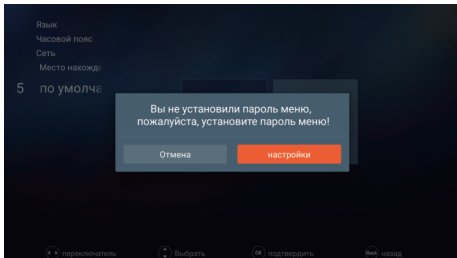 Язык
Часовой пояс
Сеть
Место нахожде
5 по умолча
Вы не установили пароль меню,
пожалуйста, установите пароль меню!
Отмена настройки
переключатель Выбрать OK подтвердить Back назад